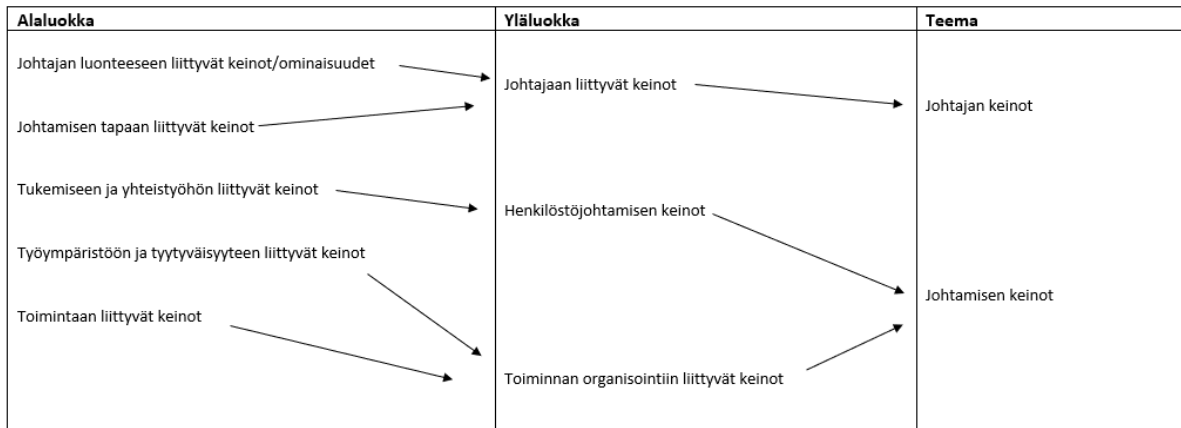 Alaluokka
Yläluokka
Teema
Johtajan luonteeseen liittyvät keinot/ominaisuudet
Johtamisen tapaan liittyvät keinot
Tukemiseen ja yhteistyöhön liittyvät keinot
Työympäristöön ja tyytyväisyyteen liittyvät keinot
Toimintaan liittyvät keinot
Johtajaan liittyvät keinot
Henkilöstöjohtamisen keinot
Toiminnan organisointiin liittyvät keinot
Johtajan keinot
Johtamisen keinot